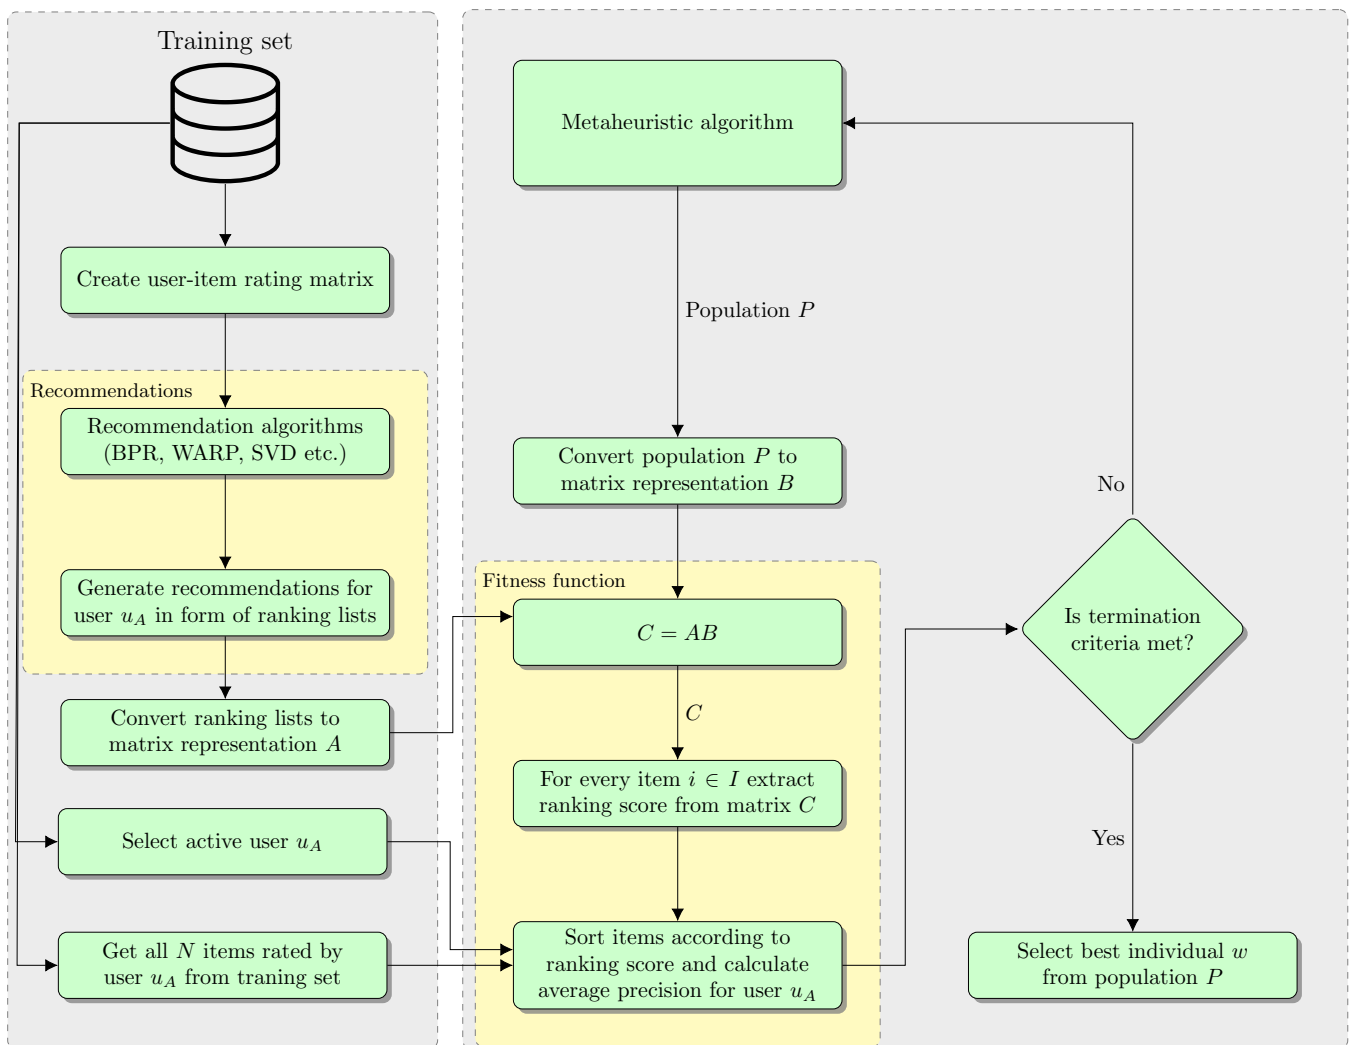 Training set
Create user-item rating matrix
Recommendations
Recommendation algorithms
(BPR, WARP, SVD etc.)
Generate recommendations for
user u_A in form of ranking lists
Convert ranking lists to
matrix representation A
Select active user u_A
Get all N items rated by
user u_A from traning set
Metaheuristic algorithm
Population P
Convert population P to
matrix representation B
Fitness function
C = AB
C
For every item i ∈ I extract
ranking score from matrix C
Sort items according to
ranking score and calculate
average precision for user u_A
No
Is termination
criteria met?
Yes
Select best individual w
from population P